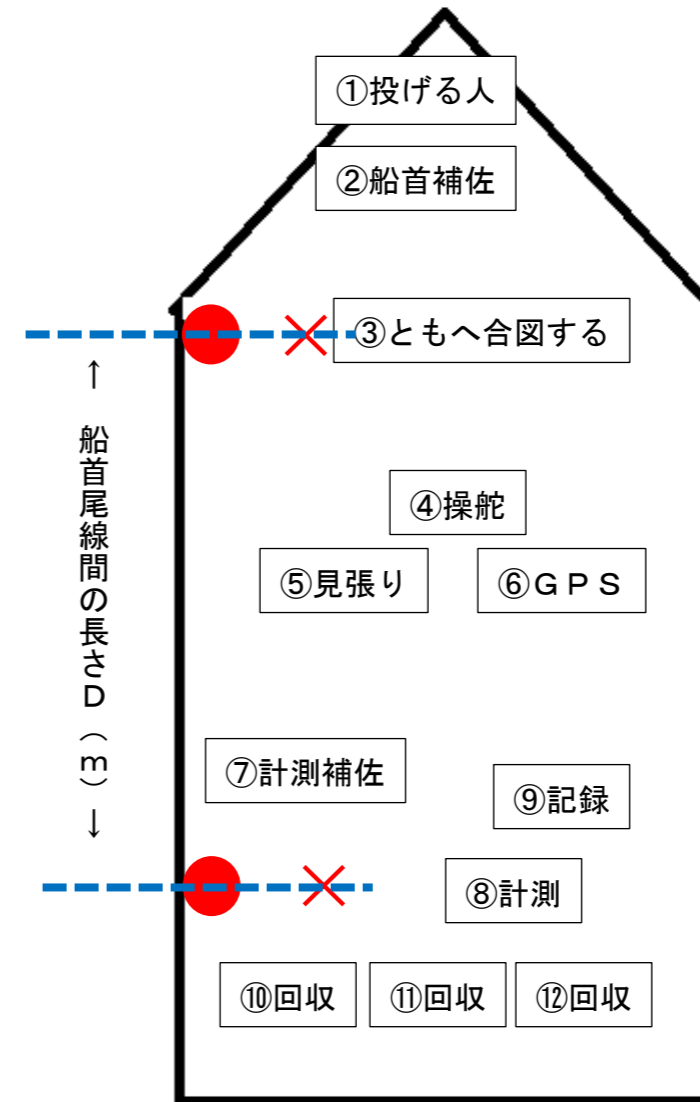 ①投げる人
②船首補佐
③ともへ合図する
← 船首尾線間の長さD(m)→
④操舵
⑤見張り
⑥GPS
⑦計測補佐
⑨記録
⑧計測
⑩回収
⑪回収
⑫回収